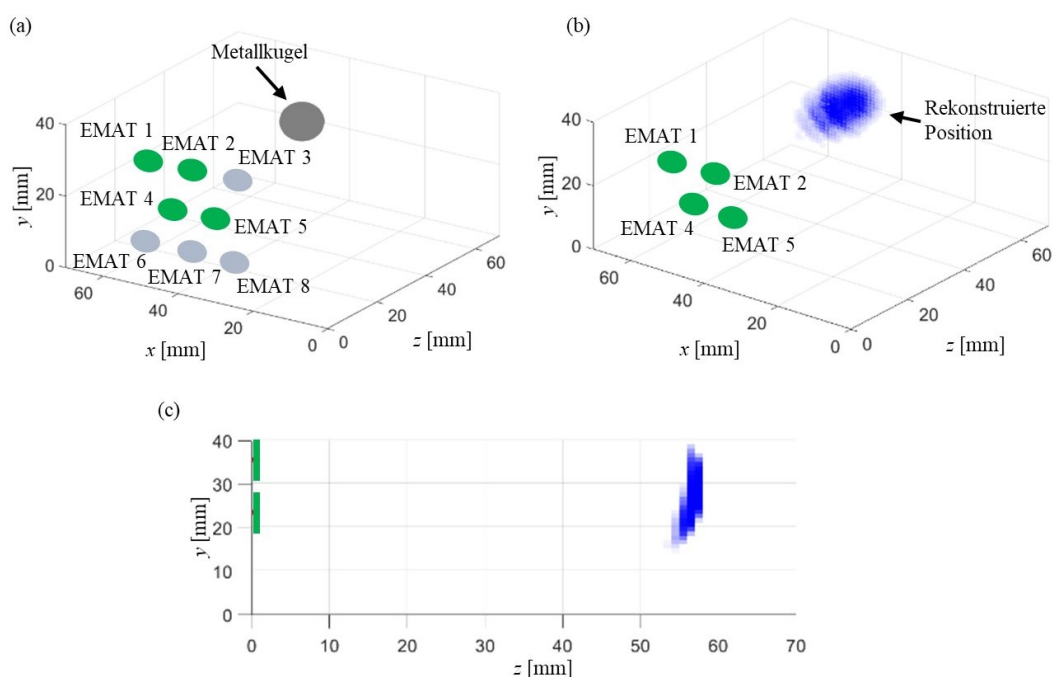 (a)
Metallkugel
EMAT 1
EMAT 2
EMAT 3
EMAT 4
EMAT 5
EMAT 6
EMAT 7
EMAT 8
40
20
0
y [mm]
60
40
20
0
x [mm]
0
20
40
60
z [mm]
(b)
Rekonstruierte
Position
EMAT 1
EMAT 2
EMAT 4
EMAT 5
40
20
0
y [mm]
60
40
20
0
x [mm]
0
20
40
60
z [mm]
(c)
40
30
20
10
0
y [mm]
0 10 20 30 40 50 60 70
z [mm]